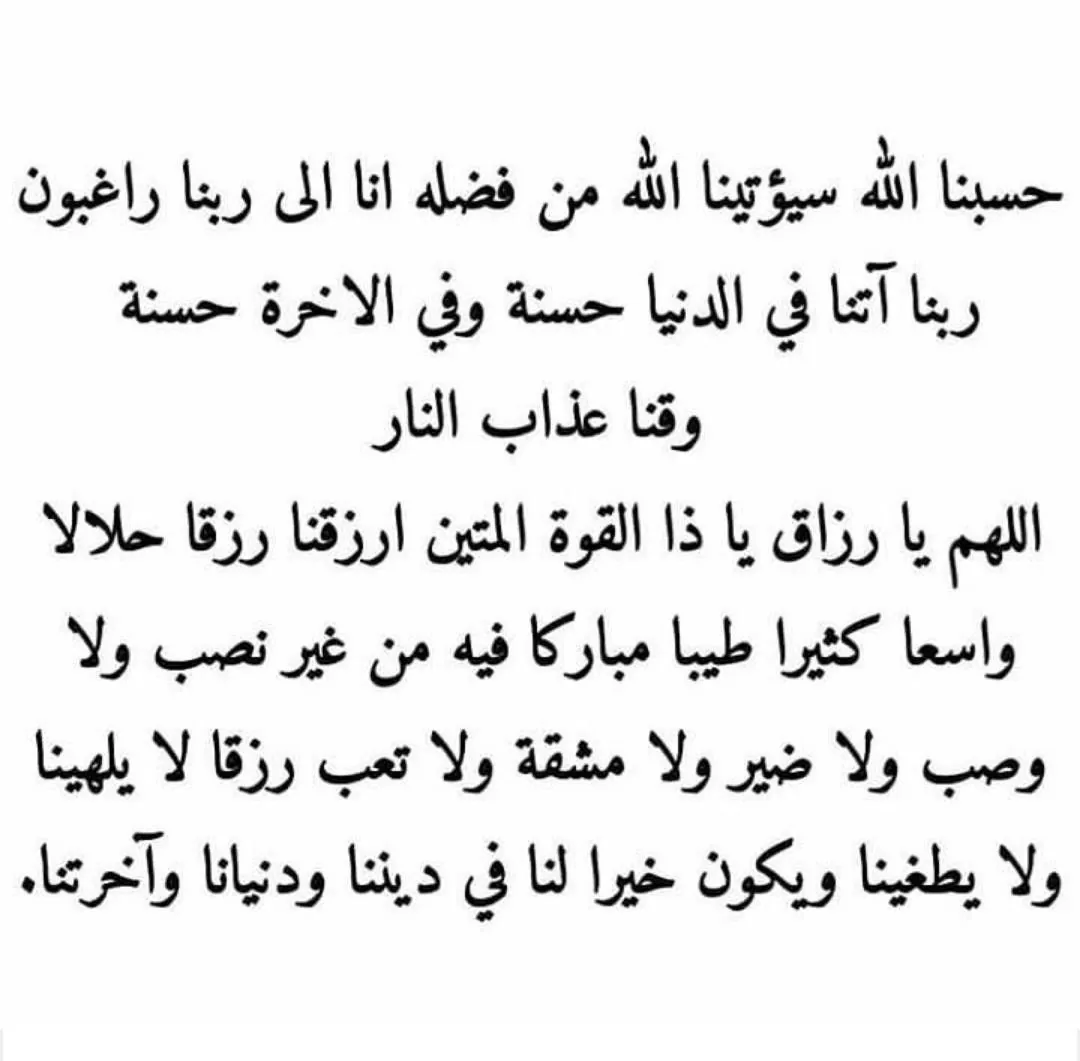 حسبنا الله سيؤتينا الله من فضله انا الى ربنا راغبون
ربنا آتنا في الدنيا حسنة وفي الاخرة حسنة
وقنا عذاب النار
اللهم يا رزاق يا ذا القوة المتين ارزقنا رزقا حلالا
واسعا كثيرا طيبا مباركا فيه من غير نصب ولا
وصب ولا ضير ولا مشقة ولا تعب رزقا لا يلهينا
ولا يطغينا ويكون خيرا لنا في ديننا ودنيانا وآخرتنا.